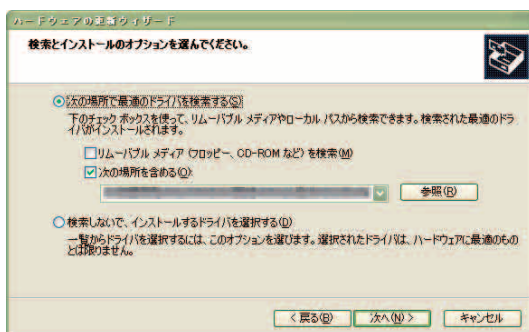 ハードウェアの更新ウィザード
検索とインストールのオプションを選んでください。
次の場所で最適のドライバを検索する(S)
下のチェック ボックスを使って、リムーバブル メディアやローカル パスから検索できます。検索された最適のドラ
イバがインストールされます。
リムーバブル メディア (フロッピー、CD-ROM など) を検索(M)
次の場所を含める(O):
参照(R)
検索しないで、インストールするドライバを選択する(D)
一覧からドライバを選択するには、このオプションを選びます。選択されたドライバは、ハードウェアに最適のもの
とは限りません。
< 戻る(B)
次へ(N) >
キャンセル